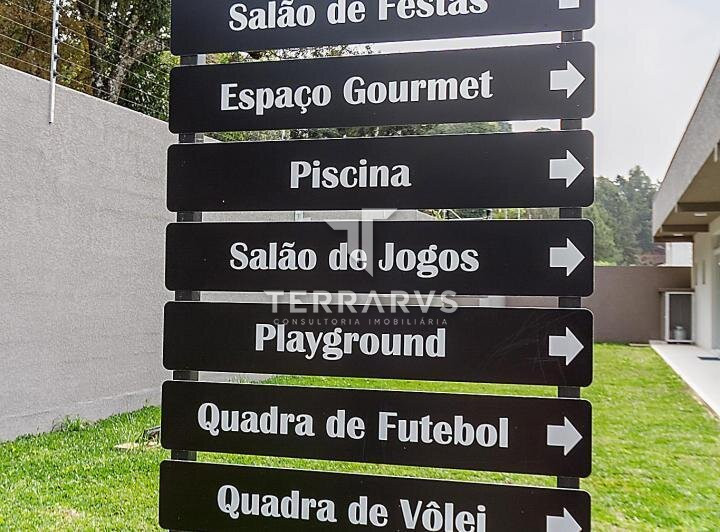 Salão de Festas
Espaço Gourmet
Piscina
Salão de Jogos
TERRARVS
CONSULTORIA IMOBILIÁRIA
Playground
Quadra de Futebol
Quadra de Vôlei